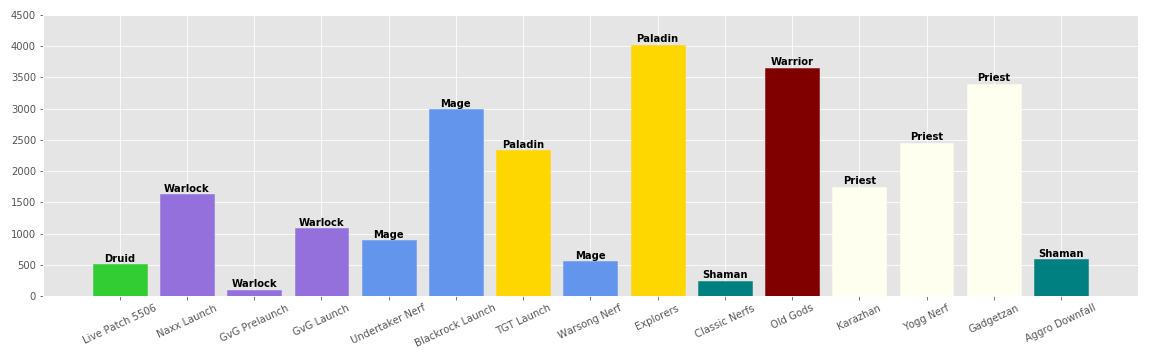 4500
4000
3500
3000
2500
2000
1500
1000
500
0
Druid
Warlock
Warlock
Warlock
Mage
Mage
Paladin
Mage
Paladin
Shaman
Warrior
Priest
Priest
Priest
Shaman
Live Patch 5506
Naxx Launch
GvG Prelaunch
GvG Launch
Undertaker Nerf
Blackrock Launch
TGT Launch
Warsong Nerf
Explorers
Classic Nerfs
Old Gods
Karazhan
Yogg Nerf
Gadgetzan
Aggro Downfall